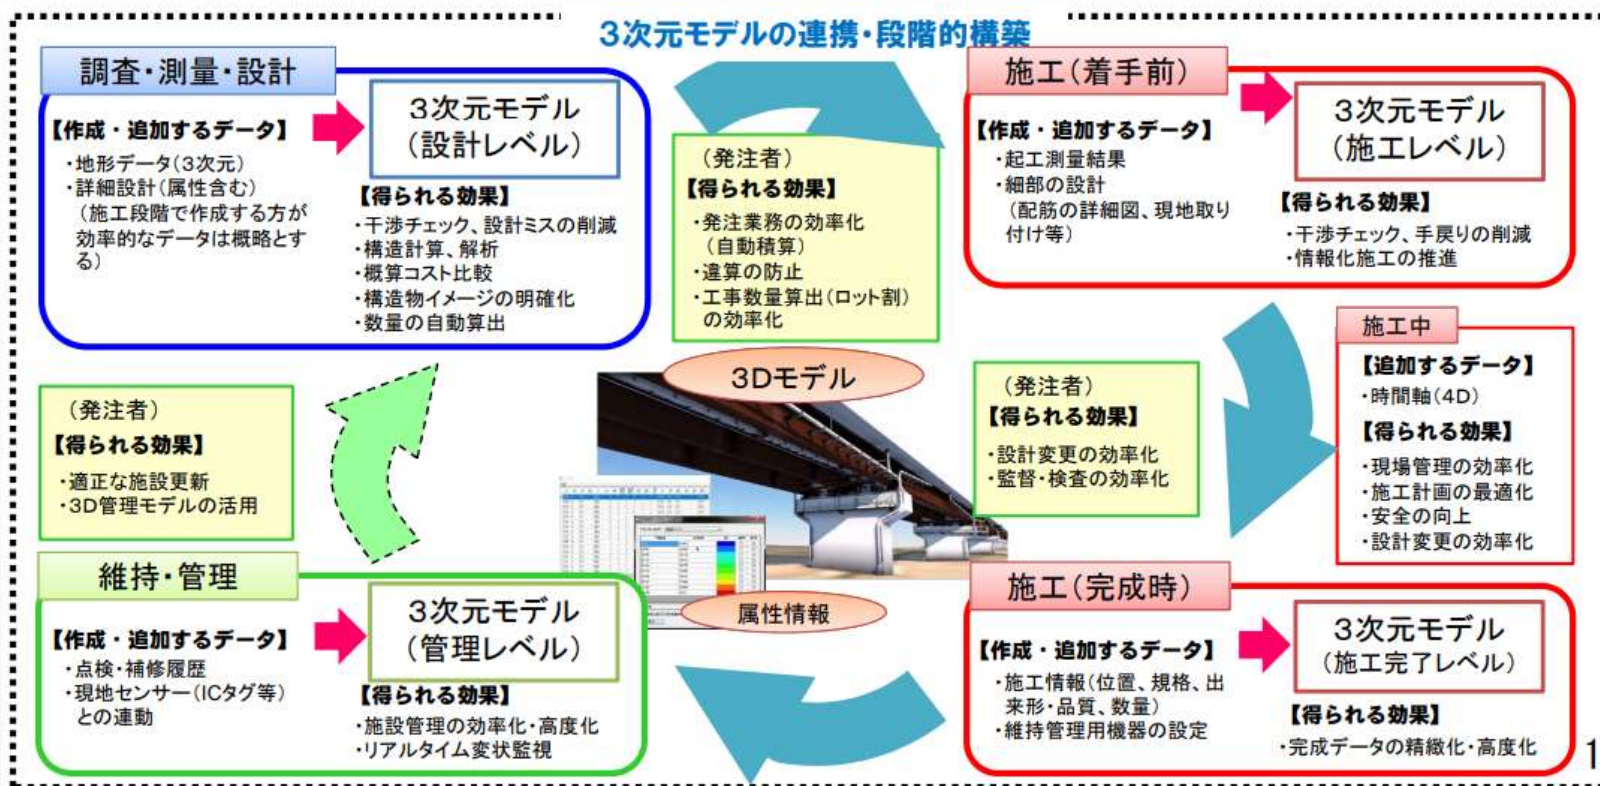 3次元モデルの連携・段階的構築
調査・測量・設計
【作成・追加するデータ】
・地形データ(3次元)
・詳細設計(属性含む)
(施工段階で作成する方が
効率的なデータは概略とす
る)
3次元モデル
(設計レベル)
【得られる効果】
・干渉チェック、設計ミスの削減
・構造計算、解析
・概算コスト比較
・構造物イメージの明確化
・数量の自動算出
(発注者)
【得られる効果】
・発注業務の効率化
(自動積算)
・違算の防止
・工事数量算出(ロット割)
の効率化
施工(着手前)
【作成・追加するデータ】
・起工測量結果
・細部の設計
(配筋の詳細図、現地取り
付け等)
3次元モデル
(施工レベル)
【得られる効果】
・干渉チェック、手戻りの削減
・情報化施工の推進
施工中
【追加するデータ】
・時間軸(4D)
【得られる効果】
・現場管理の効率化
・施工計画の最適化
・安全の向上
・設計変更の効率化
(発注者)
【得られる効果】
・設計変更の効率化
・監督・検査の効率化
3Dモデル
属性情報
(発注者)
【得られる効果】
・適正な施設更新
・3D管理モデルの活用
維持・管理
【作成・追加するデータ】
・点検・補修履歴
・現地センサー(ICタグ等)
との連動
3次元モデル
(管理レベル)
【得られる効果】
・施設管理の効率化・高度化
・リアルタイム変状監視
施工(完成時)
【作成・追加するデータ】
・施工情報(位置、規格、出
来形・品質、数量)
・維持管理用機器の設定
3次元モデル
(施工完了レベル)
【得られる効果】
・完成データの精緻化・高度化
1